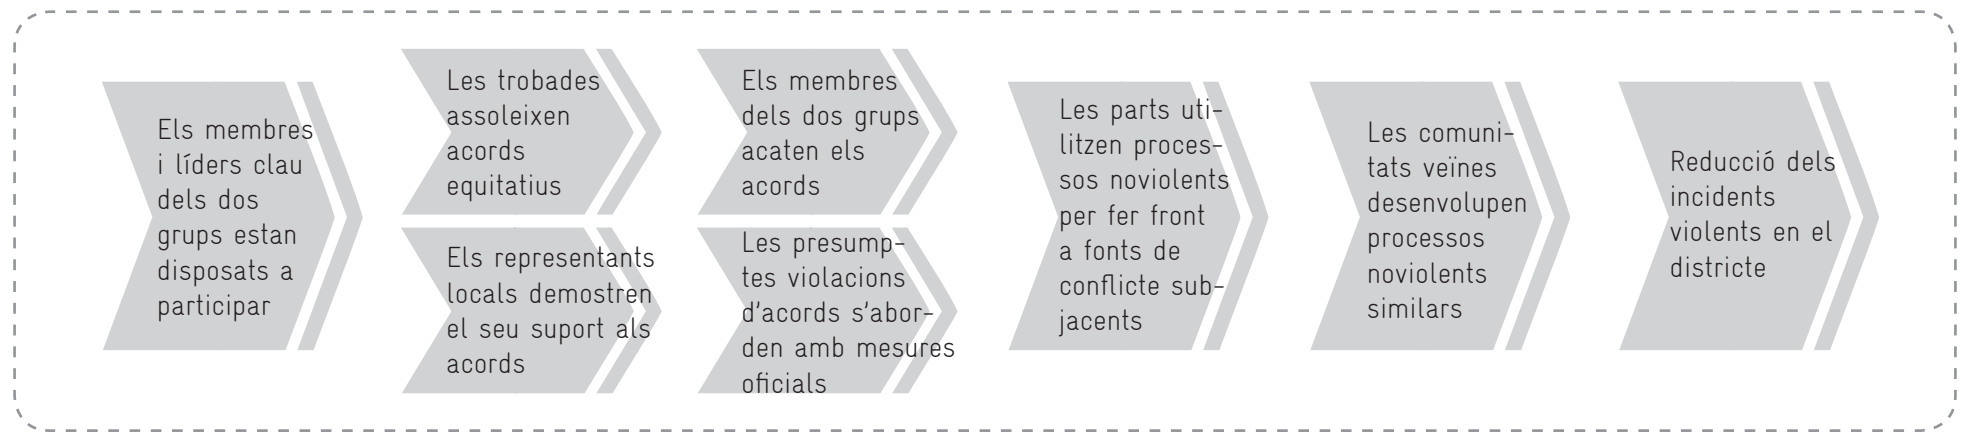 Els membres
i líders clau
dels dos
grups estan
disposats a
participar
Les trobades
assoleixen
acords
equitatius
Els representants
locals demostren
el seu suport als
acords
Els membres
dels dos grups
acaten els
acords
Les presump-
tes violacions
d'acords s'abor-
den amb mesures
oficials
Les parts uti-
litzen proces-
sos noviolents
per fer front
a fonts de
conflicte sub-
jacents
Les comuni-
tats veïnes
desenvolupen
processos
noviolents
similars
Reducció dels
incidents
violents en el
districte